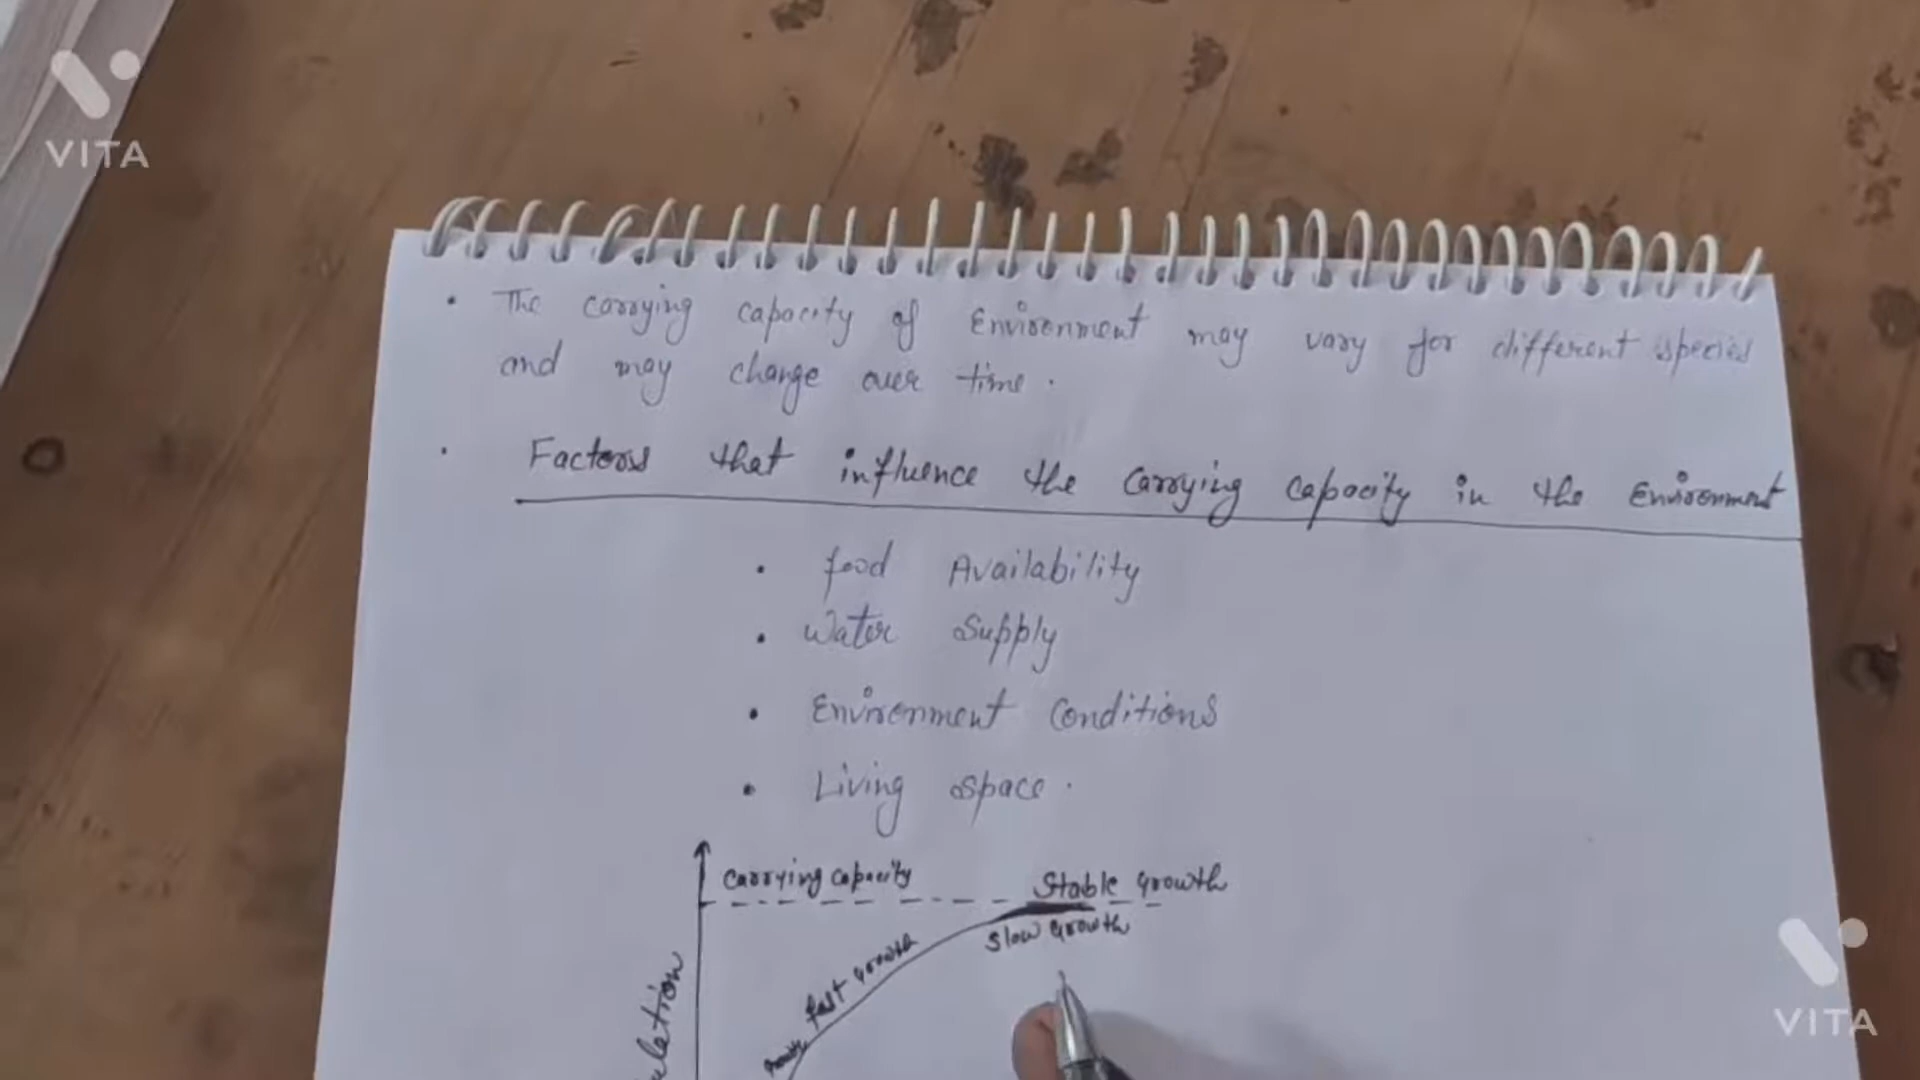 VITA
• The carrying capacity of Environment may vary for different species
and may change over time.
• Factors that influence the carrying capacity in the Environment
• food Availability
• Water Supply
• Environment Conditions
• Living space.
Carrying capacity
Stable growth
Slow growth
fast growth
ulation
VITA